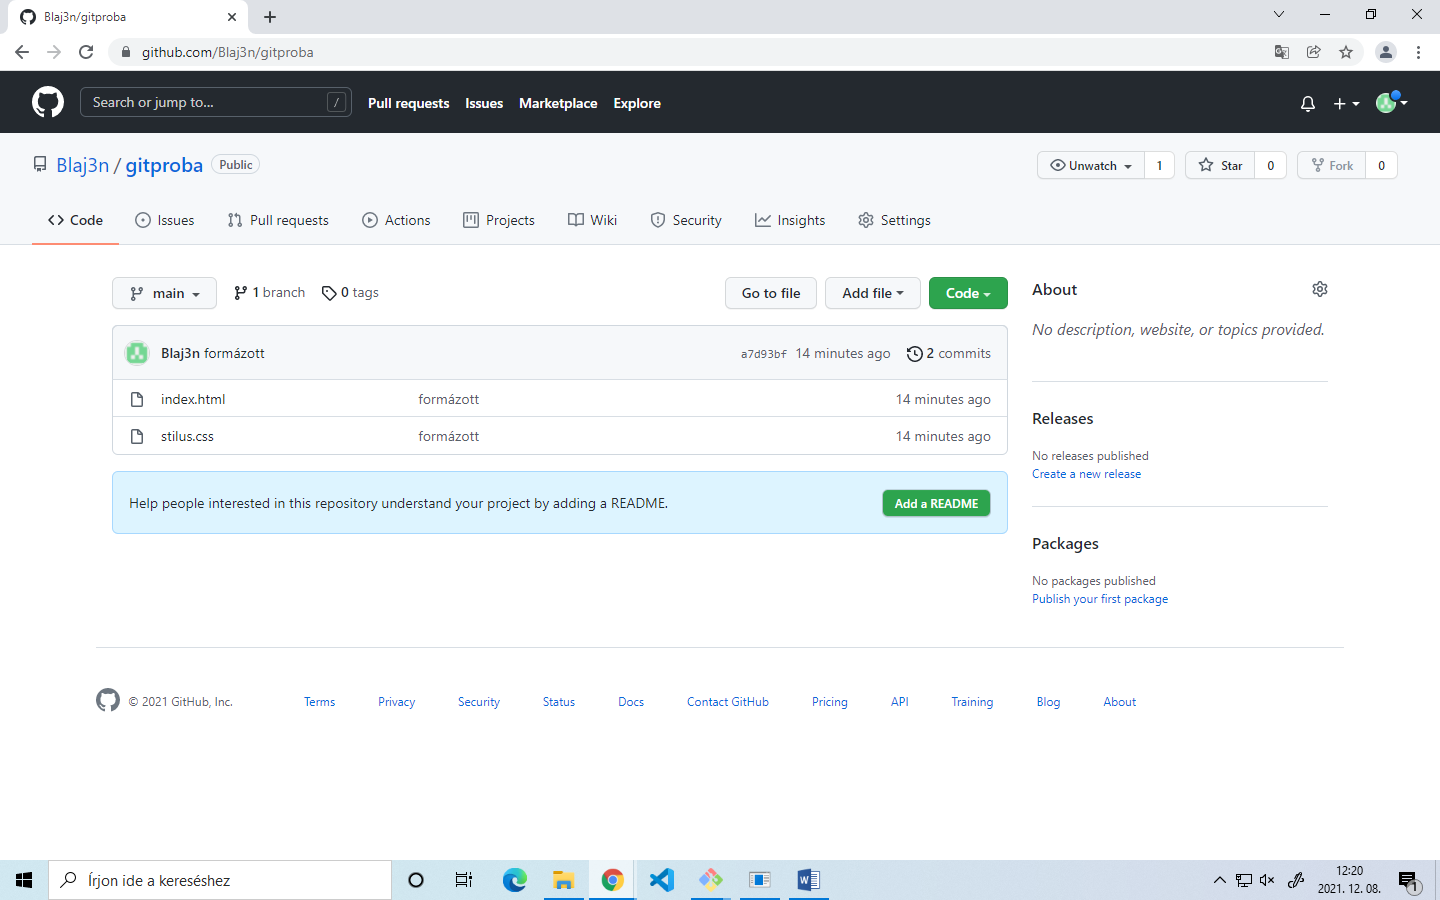 Blaj3n/gitproba
github.com/Blaj3n/gitproba
Search or jump to... /
Pull requests Issues Marketplace Explore
Blaj3n / gitproba Public
Unwatch 1 Star 0 Fork 0
Code Issues Pull requests Actions Projects Wiki Security Insights Settings
main 1 branch 0 tags
Go to file Add file Code
Blaj3n formázott a7d93bf 14 minutes ago 2 commits
index.html formázott 14 minutes ago
stilus.css formázott 14 minutes ago
Help people interested in this repository understand your project by adding a README. Add a README
About
No description, website, or topics provided.
Releases
No releases published
Create a new release
Packages
No packages published
Publish your first package
© 2021 GitHub, Inc. Terms Privacy Security Status Docs Contact GitHub Pricing API Training Blog About
Írjon ide a kereséshez
12:20
2021. 12. 08.
1